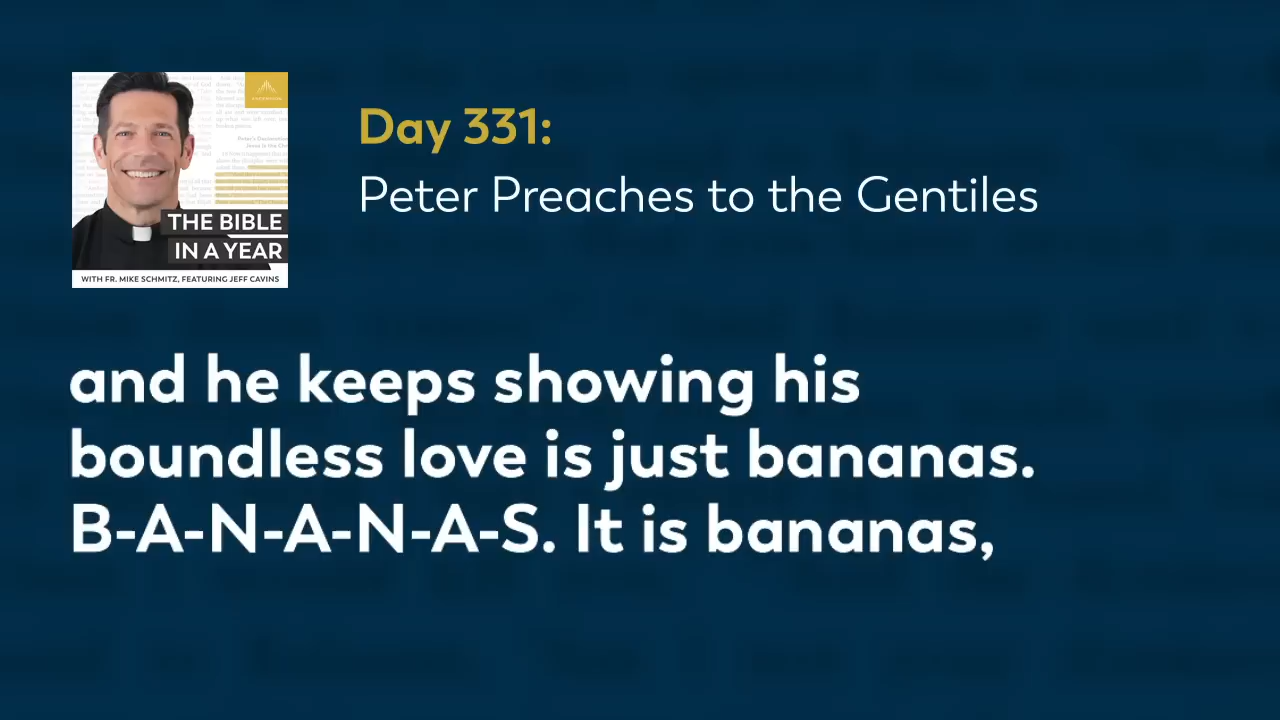 Day 331:
Peter Preaches to the Gentiles
THE BIBLE
IN A YEAR
WITH FR. MIKE SCHMITZ, FEATURING JEFF CAVINS
and he keeps showing his
boundless love is just bananas.
B-A-N-A-N-A-S. It is bananas,